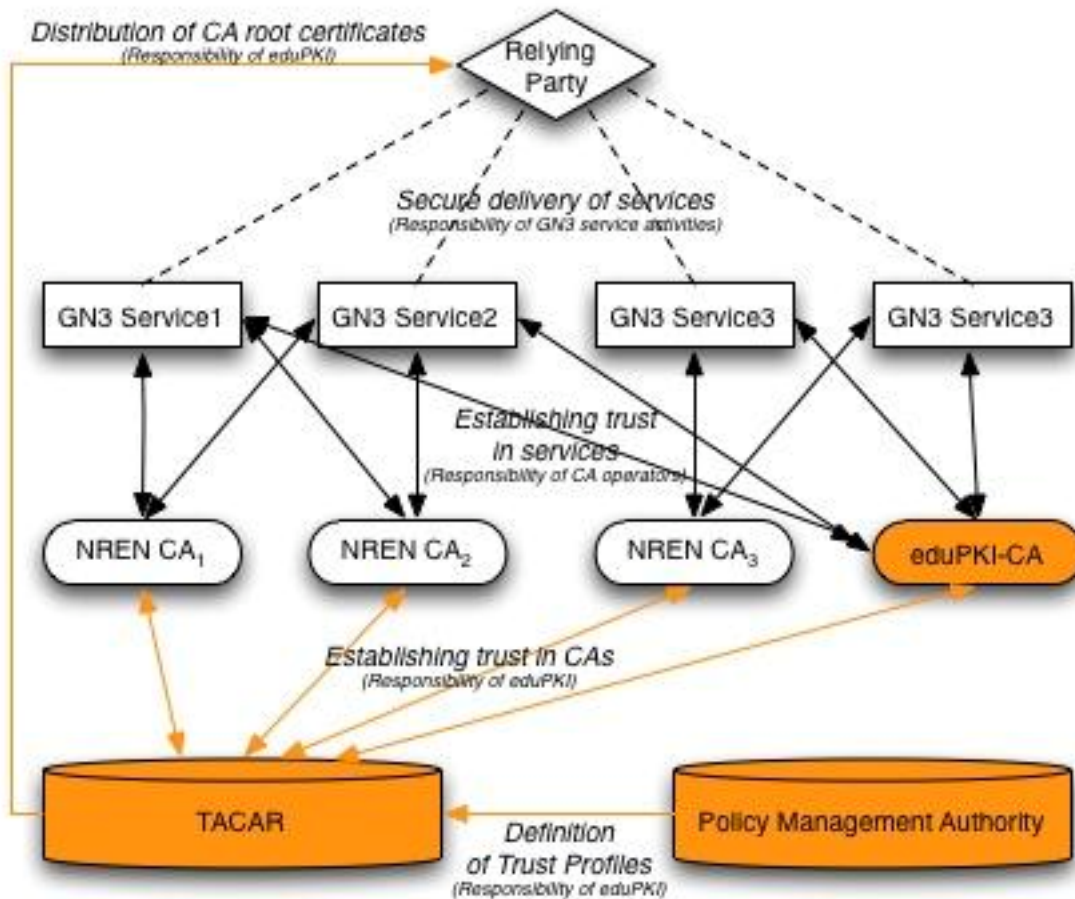 Distribution of CA root certificates
(Responsibility of eduPKI)
Relying
Party
Secure delivery of services
(Responsibility of GN3 service activities)
GN3 Service1
GN3 Service2
GN3 Service3
GN3 Service3
Establishing trust
in services
(Responsibility of CA operators)
NREN CA1
NREN CA2
NREN CA3
eduPKI-CA
Establishing trust in CAs
(Responsibility of eduPKI)
TACAR
Policy Management Authority
Definition
of Trust Profiles
(Responsibility of eduPKI)